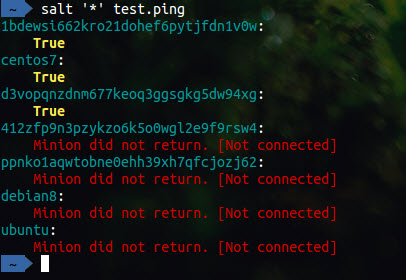 ~ salt '*' test.ping
1bdewsi662kro21dohef6pytjfdn1v0w:
True
centos7:
True
d3vopqnzdnm677keoq3ggsgkg5dw94xg:
True
412zfp9n3pzykzo6k5o0wgl2e9f9rsw4:
Minion did not return. [Not connected]
ppnko1aqwtobne0ehh39xh7qfcjozj62:
Minion did not return. [Not connected]
debian8:
Minion did not return. [Not connected]
ubuntu:
Minion did not return. [Not connected]
~